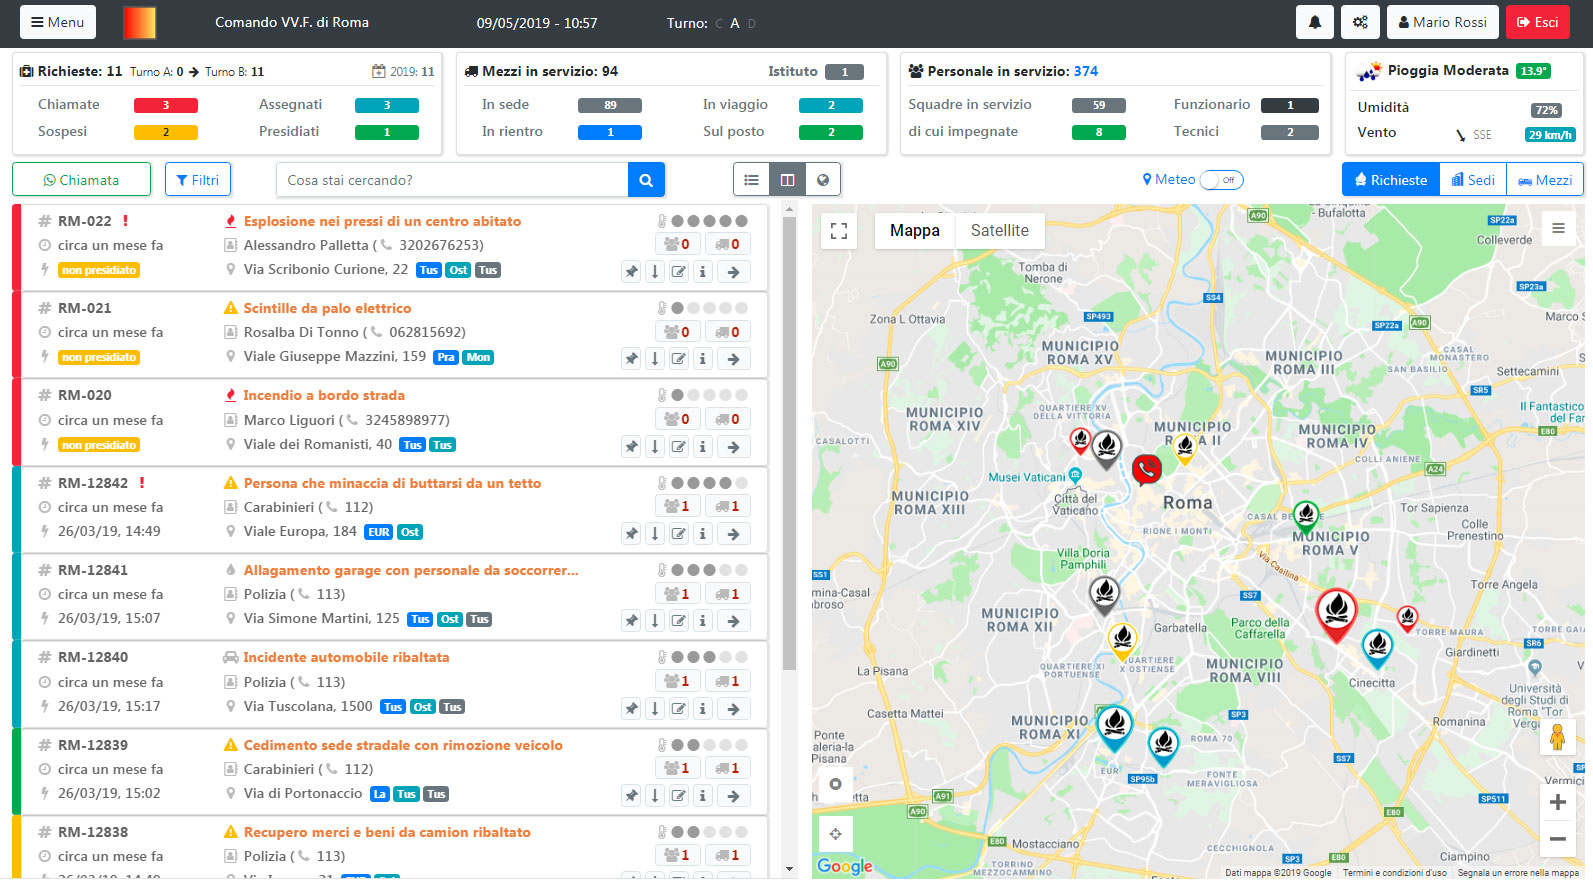 Menu
Comando VV.F. di Roma
09/05/2019 - 10:57
Turno: C A D
Mario Rossi
Esci
Richieste: 11 Turno A: 0 Turno B: 11
2019: 11
Chiamate 3 Assegnati 3
Sospesi 2 Presidiati 1
Mezzi in servizio: 94
Istituto 1
In sede 89 In viaggio 2
In rientro 1 Sul posto 2
Personale in servizio: 374
Squadre in servizio 59 Funzionario 1
di cui impegnate 8 Tecnici 2
Pioggia Moderata 13.9°
Umidità 72%
Vento SSE 29 km/h
Chiamata
Filtri
Cosa stai cercando?
Meteo Off
Richieste
Sedi
Mezzi
# RM-022 ! Esplosione nei pressi di un centro abitato
circa un mese fa Alessandro Palletta ( 3202676253) 0 0
non presidiato Via Scribonio Curione, 22 Tus Ost Tus
# RM-021 Scintille da palo elettrico
circa un mese fa Rosalba Di Tonno ( 062815692) 0 0
non presidiato Viale Giuseppe Mazzini, 159 Pra Mon
# RM-020 Incendio a bordo strada
circa un mese fa Marco Liguori ( 3245898977) 0 0
non presidiato Viale dei Romanisti, 40 Tus Tus
# RM-12842 ! Persona che minaccia di buttarsi da un tetto
circa un mese fa Carabinieri ( 112) 1 1
26/03/19, 14:49 Viale Europa, 184 EUR Ost
# RM-12841 Allagamento garage con personale da soccorrer...
circa un mese fa Polizia ( 113) 1 1
26/03/19, 15:07 Via Simone Martini, 125 Tus Ost Tus
# RM-12840 Incidente automobile ribaltata
circa un mese fa Polizia ( 113) 1 1
26/03/19, 15:17 Via Tuscolana, 1500 Tus Ost Tus
# RM-12839 Cedimento sede stradale con rimozione veicolo
circa un mese fa Carabinieri ( 112) 1 1
26/03/19, 15:02 Via di Portonaccio La Tus Tus
# RM-12838 Recupero merci e beni da camion ribaltato
circa un mese fa Polizia ( 113) 1 1
Mappa
Satellite
A90
Bufalotta
SP22a
Colleverde
Tomba di
Nerone
SP23a
SS4
Zona L Ottavia
SP493
SP22a
A90
Marco S
A90
MUNICIPIO
ROMA XV
MUNICIPIO
ROMA III
CASAL
MONASTERO
SAN BASILIO
Settecamini
SR5
QUARTIERE XV
DELLA VITTORIA
MUNICIPIO
ROMA XIV
Il Fantastico
del Far
E80
CASALOTTI
MUNICIPIO
ROMA II
MUNICIPIO
ROMA IV
COLLI ANIENE
A24
Musei Vaticani
Città del
Vaticano
Roma
MUNICIPIO
ROMA XIII
RIONE I MONTI
Tor Sapienza
Colle
Prenestino
MUNICIPIO
ROMA V
Villa Doria
Pamphili
Via Casilina
SS1
SS7
SS6
Torre Angela
MUNICIPIO
ROMA XII
Garbatella
Parco della
Caffarella
TORRE MAURA
TORRE GAIA
SR6
Giardinetti
La Pisana
QUARTIERE XI
PORTUENSE
QUARTIERE
X OSTIENSE
MUNICIPIO
ROMA VIII
Cinecitta
Università
degli Studi di
Roma "Tor
Casetta Mattei
MUNICIPIO
ROMA XI
SP3
Romanina
Ponte
Galeria-la
Pisana
ROMA 70
SS7
EUR
SP95b
FONTE
MERAVIGLIOSA
A91
A90
SP511
E80
Vermicino
E80
Mostacciano
CECCHIGNOLA
TORRINO
MEZZOCAMMINO
SP3
E80
Ciampino
Google
Dati mappa ©2019 Google
Termini e condizioni d'uso
Segnala un errore nella mappa